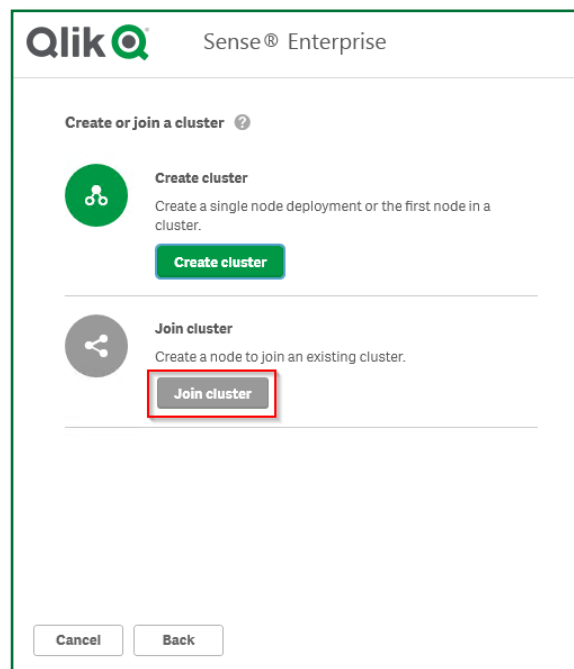 Qlik Sense® Enterprise
Create or join a cluster ?
Create cluster
Create a single node deployment or the first node in a
cluster.
Create cluster
Join cluster
Create a node to join an existing cluster.
Join cluster
Cancel Back